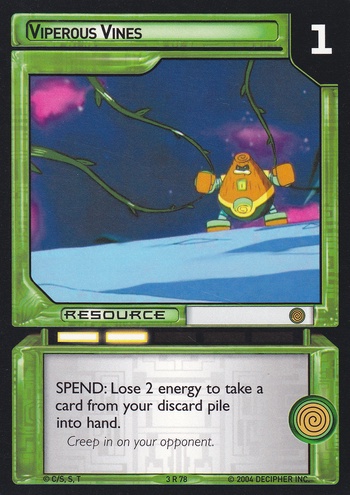 VIPEROUS VINES
1
RESOURCE
SPEND: Lose 2 energy to take a
card from your discard pile
into hand.
Creep in on your opponent.
© C/S, S, T
3 R 78
© 2004 DECIPHER INC.